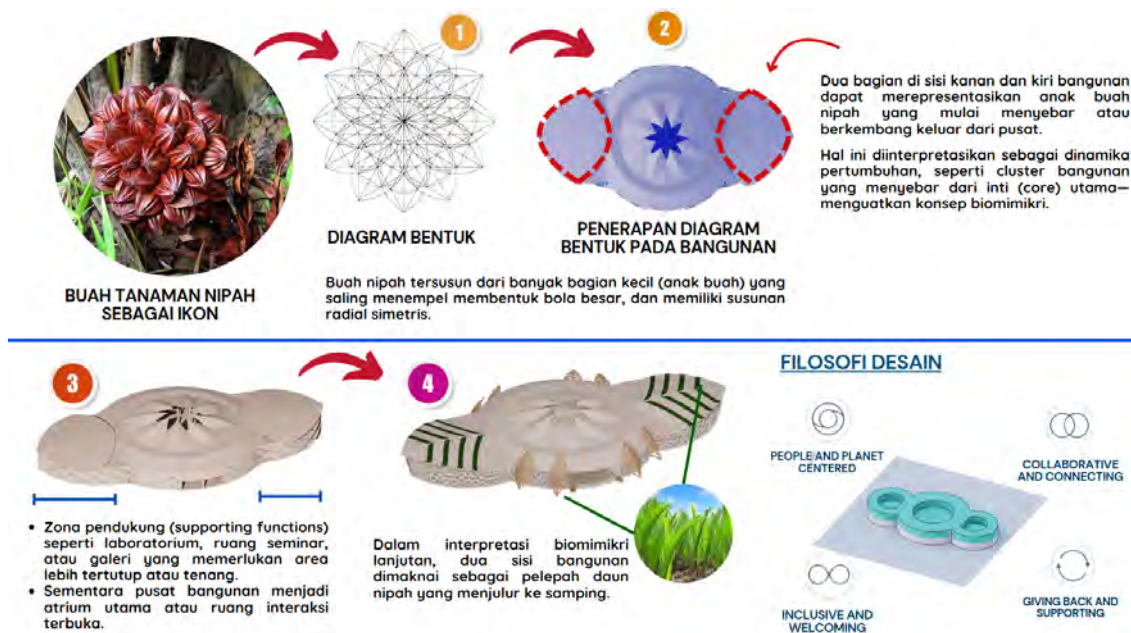 1
2
BUAH TANAMAN NIPAH
SEBAGAI IKON
DIAGRAM BENTUK
PENERAPAN DIAGRAM
BENTUK PADA BANGUNAN
Dua bagian di sisi kanan dan kiri bangunan
dapat merepresentasikan anak buah
nipah yang mulai menyebar atau
berkembang keluar dari pusat.
Hal ini diinterpretasikan sebagai dinamika
pertumbuhan, seperti cluster bangunan
yang menyebar dari inti (core) utama—
menguatkan konsep biomimikri.
Buah nipah tersusun dari banyak bagian kecil (anak buah) yang
saling menempel membentuk bola besar, dan memiliki susunan
radial simetris.
3
4
• Zona pendukung (supporting functions)
seperti laboratorium, ruang seminar,
atau galeri yang memerlukan area
lebih tertutup atau tenang.
• Sementara pusat bangunan menjadi
atrium utama atau ruang interaksi
terbuka.
Dalam interpretasi biomimikri
lanjutan, dua sisi bangunan
dimaknai sebagai pelepah daun
nipah yang menjulur ke samping.
FILOSOFI DESAIN
PEOPLE AND PLANET
CENTERED
COLLABORATIVE
AND CONNECTING
INCLUSIVE AND
WELCOMING
GIVING BACK AND
SUPPORTING